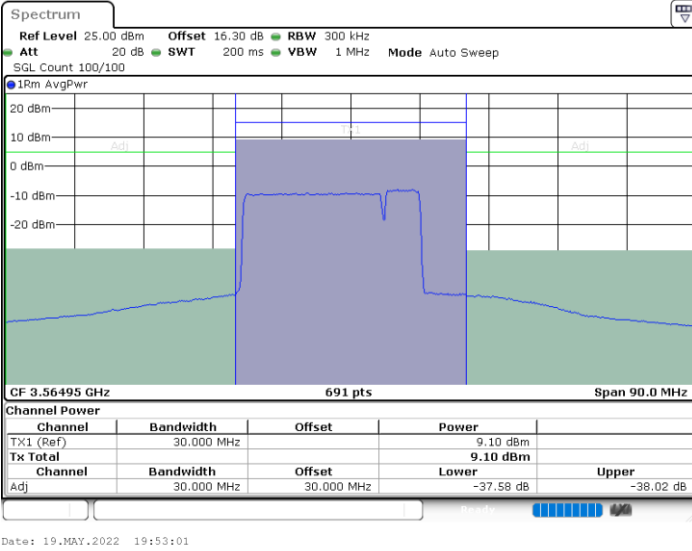 Spectrum
Ref Level 25.00 dBm Offset 16.30 dB RBW 300 kHz
Att 20 dB SWT 200 ms VBW 1 MHz Mode Auto Sweep
SGL Count 100/100
1Rm AvgPwr
20 dBm
TX1
10 dBm
Adj Adj
0 dBm
-10 dBm
-20 dBm
CF 3.56495 GHz 691 pts Span 90.0 MHz
Channel Power
Channel Bandwidth Offset Power
TX1 (Ref) 30.000 MHz 9.10 dBm
Tx Total 9.10 dBm
Channel Bandwidth Offset Lower Upper
Adj 30.000 MHz 30.000 MHz -37.58 dB -38.02 dB
Ready
Date: 19.MAY.2022 19:53:01